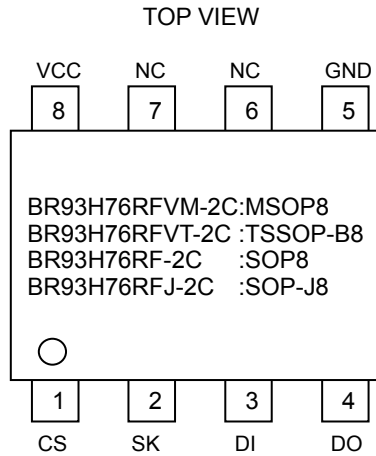 TOP VIEW
VCC NC NC GND
8 7 6 5
BR93H76RFVM-2C:MSOP8
BR93H76RFVT-2C :TSSOP-B8
BR93H76RF-2C :SOP8
BR93H76RFJ-2C :SOP-J8
1 2 3 4
CS SK DI DO